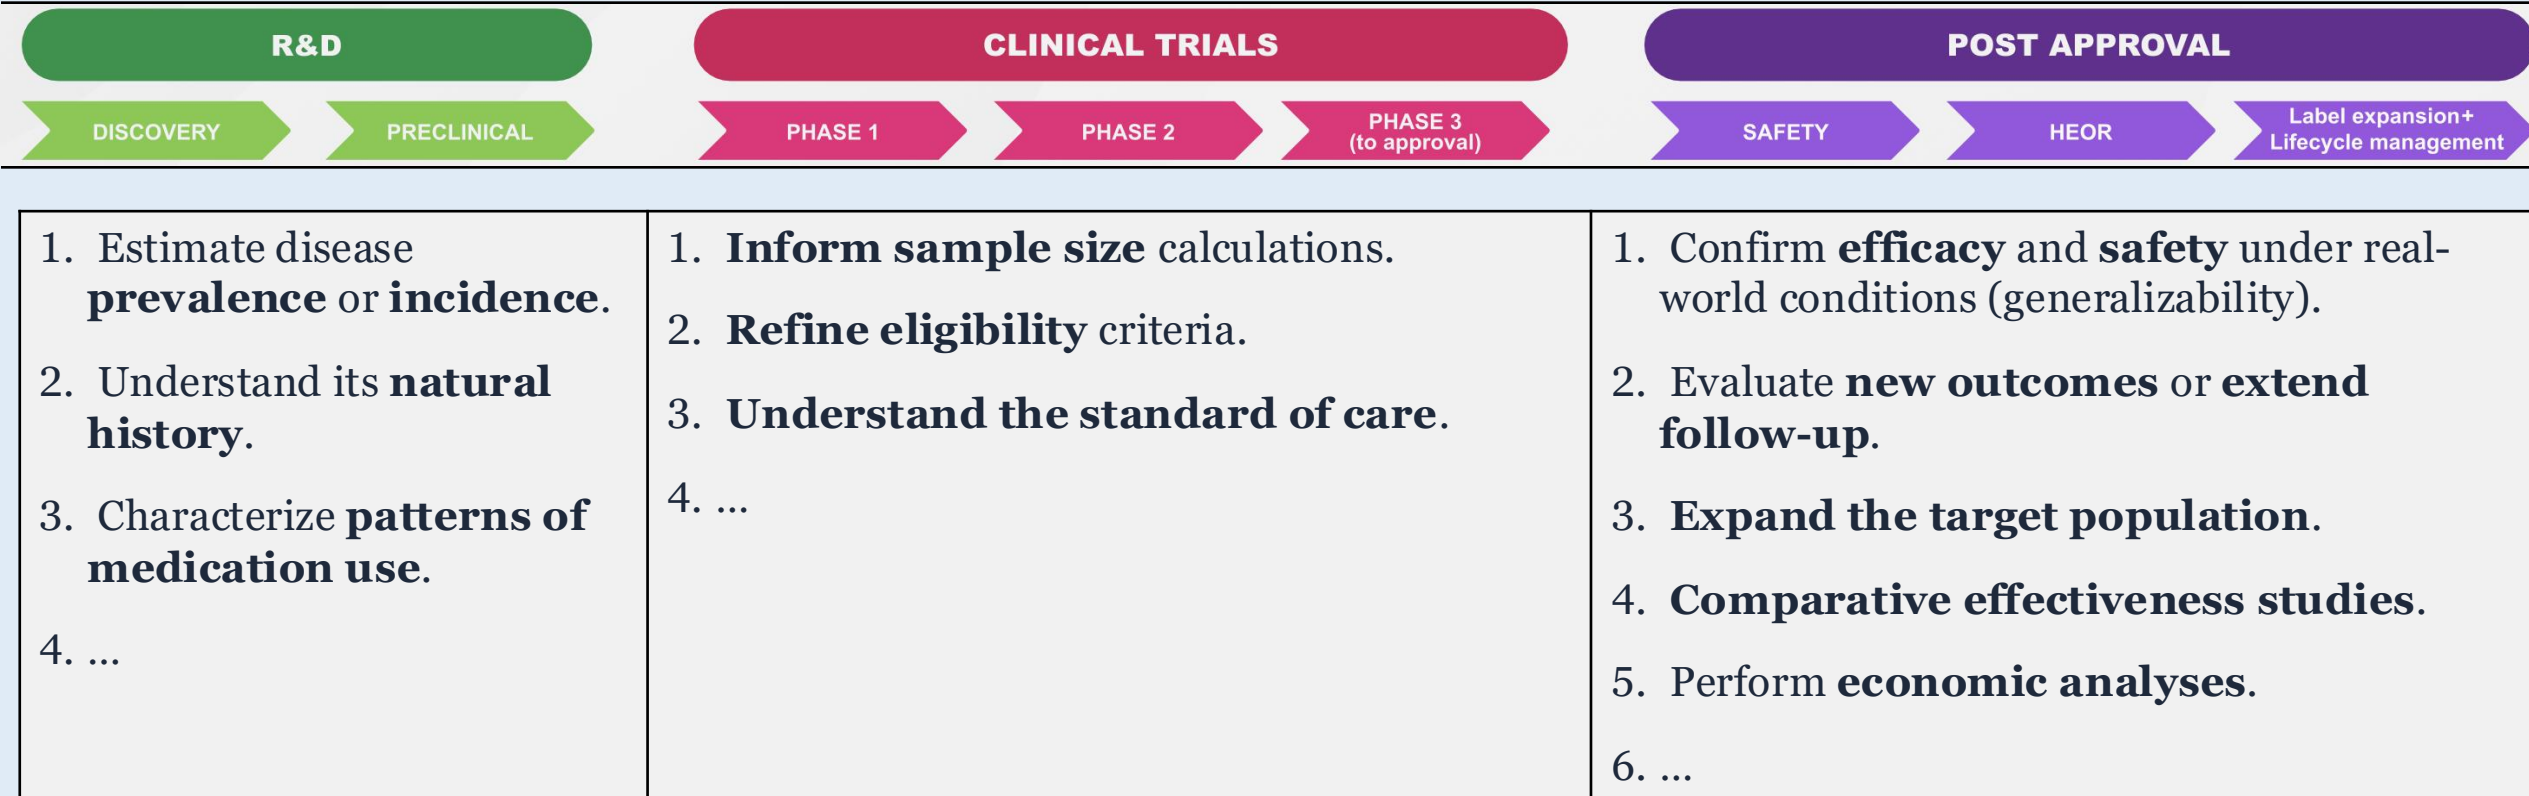 R&D
CLINICAL TRIALS
POST APPROVAL
DISCOVERY
PRECLINICAL
PHASE 1
PHASE 2
PHASE 3
(to approval)
SAFETY
HEOR
Label expansion+
Lifecycle management
1. Estimate disease
prevalence or incidence.
2. Understand its natural
history.
3. Characterize patterns of
medication use.
4. ...
1. Inform sample size calculations.
2. Refine eligibility criteria.
3. Understand the standard of care.
4. ...
1. Confirm efficacy and safety under real-
world conditions (generalizability).
2. Evaluate new outcomes or extend
follow-up.
3. Expand the target population.
4. Comparative effectiveness studies.
5. Perform economic analyses.
6. ...